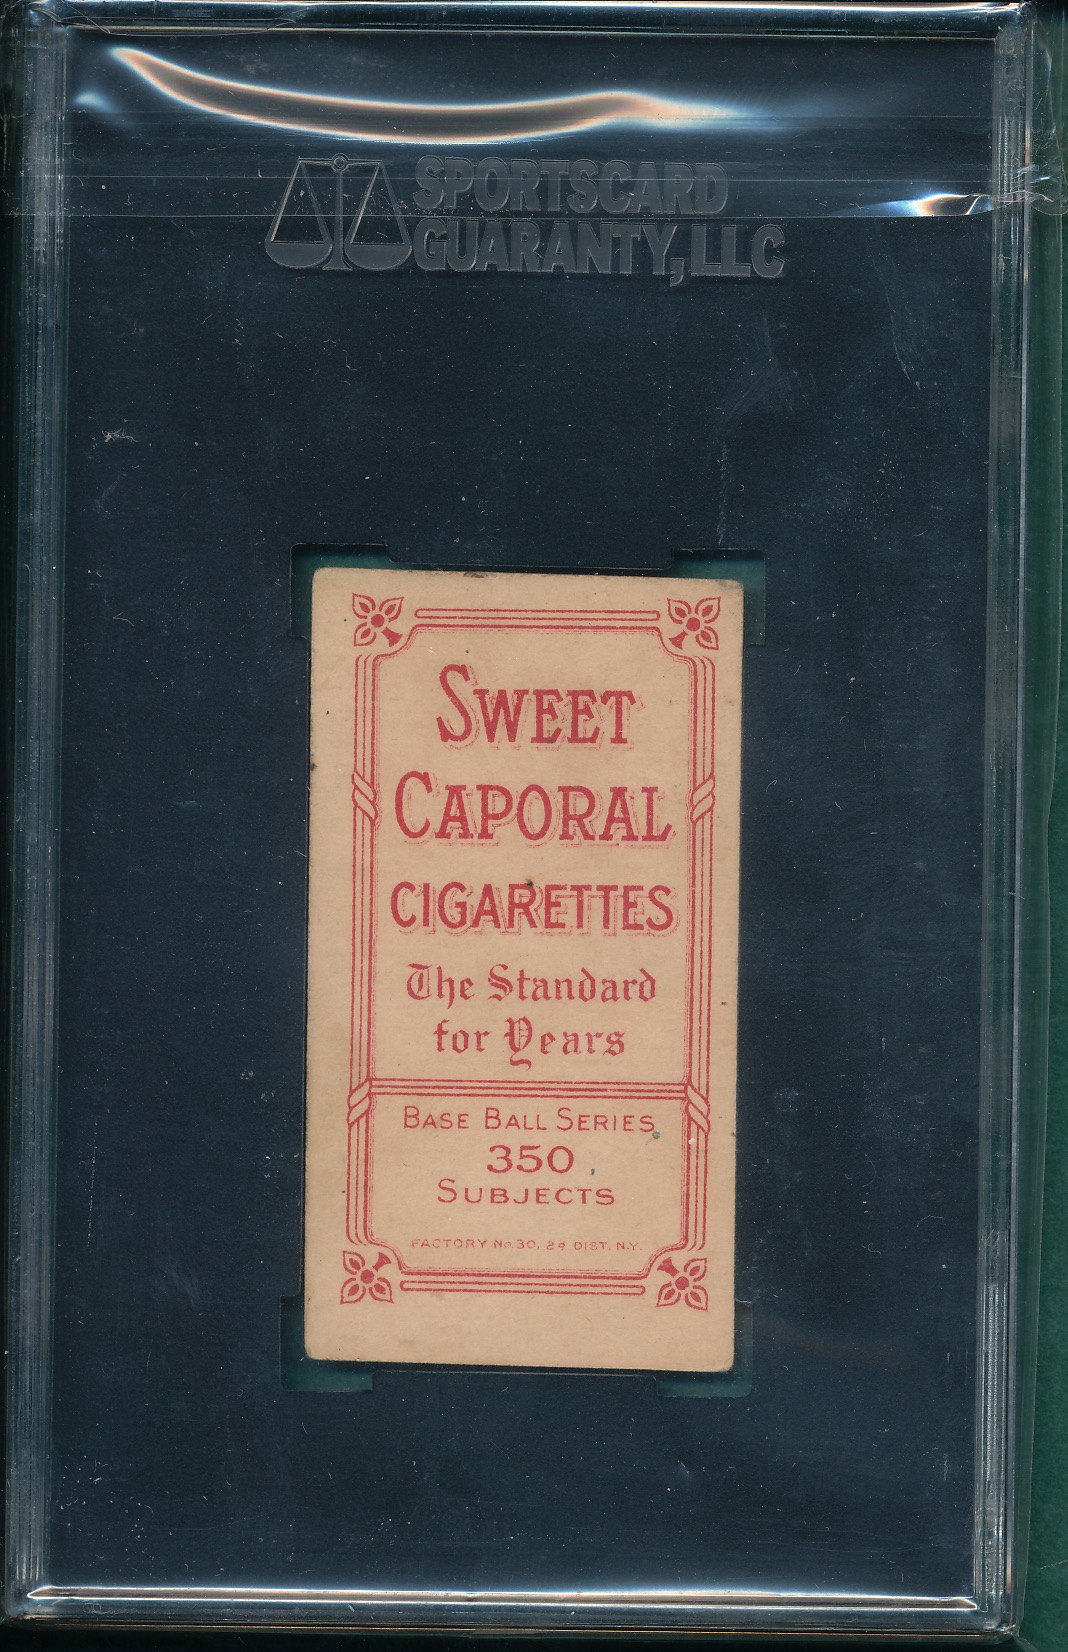 SPORTSCARD
GUARANTY, LLC
SWEET
CAPORAL
CIGARETTES
The Standard
for Years
BASE BALL SERIES
350
SUBJECTS
FACTORY No 30, 2d DIST. N.Y.